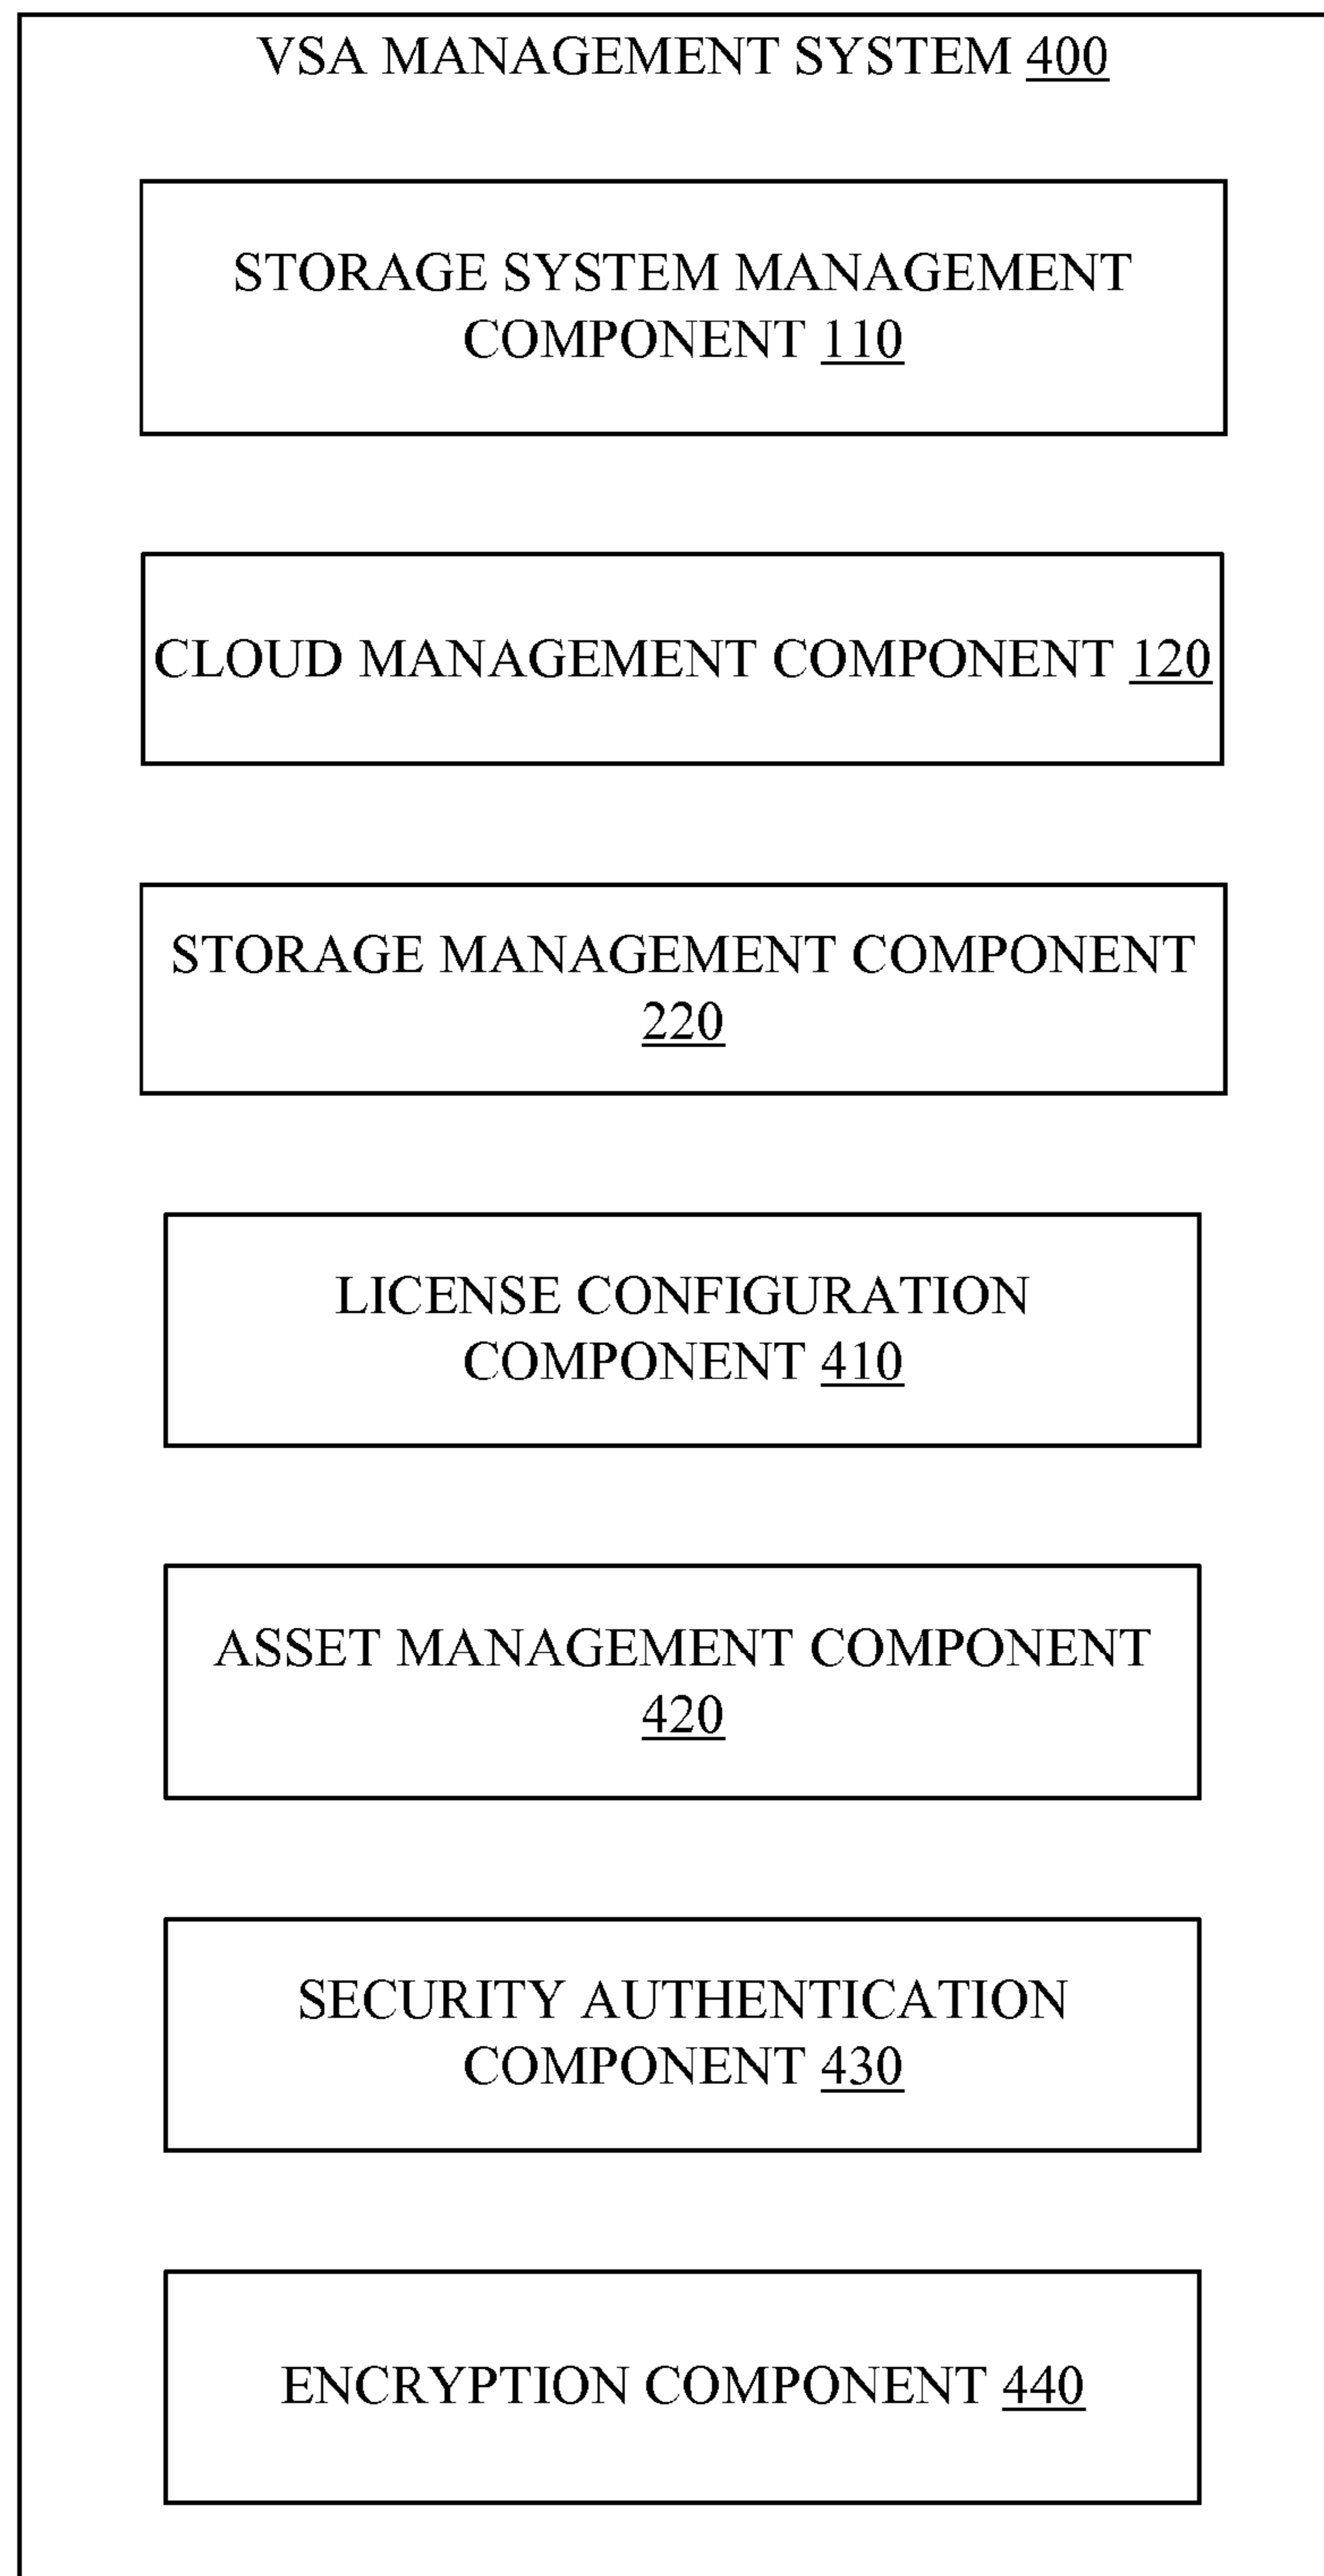 VSA MANAGEMENT SYSTEM 400
STORAGE SYSTEM MANAGEMENT
COMPONENT 110
CLOUD MANAGEMENT COMPONENT 120
STORAGE MANAGEMENT COMPONENT
220
LICENSE CONFIGURATION
COMPONENT 410
ASSET MANAGEMENT COMPONENT
420
SECURITY AUTHENTICATION
COMPONENT 430
ENCRYPTION COMPONENT 440